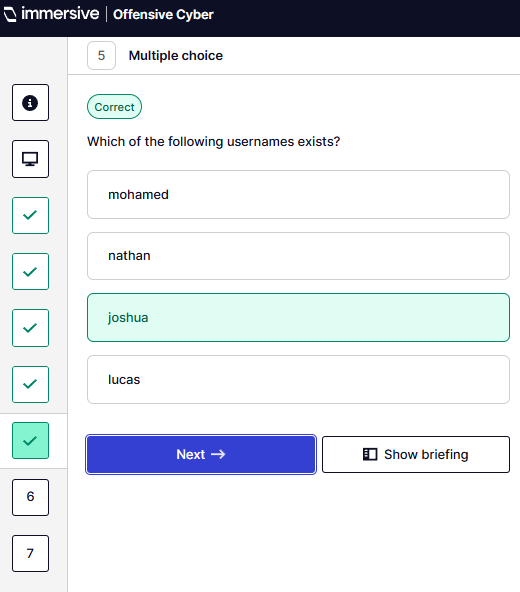 immersive | Offensive Cyber
5 Multiple choice
Correct
Which of the following usernames exists?
mohamed
nathan
joshua
lucas
Next →
Show briefing
6
7